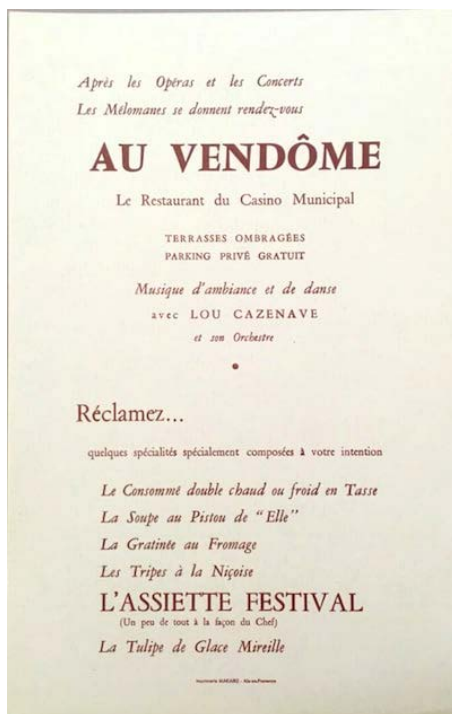 Après les Opéras et les Concerts
Les Mélomanes se donnent rendez-vous
AU VENDÔME
Le Restaurant du Casino Municipal
TERRASSES OMBRAGÉES
PARKING PRIVÉ GRATUIT
Musique d'ambiance et de danse
avec LOU CAZENAVE
et son Orchestre
•
Réclamez...
quelques spécialités spécialement composées à votre intention
Le Consommé double chaud ou froid en Tasse
La Soupe au Pistou de "Elle"
La Gratinée au Fromage
Les Tripes à la Niçoise
L'ASSIETTE FESTIVAL
(Un peu de tout à la façon du Chef)
La Tulipe de Glace Mireille
Imprimerie - Aix-en-Provence